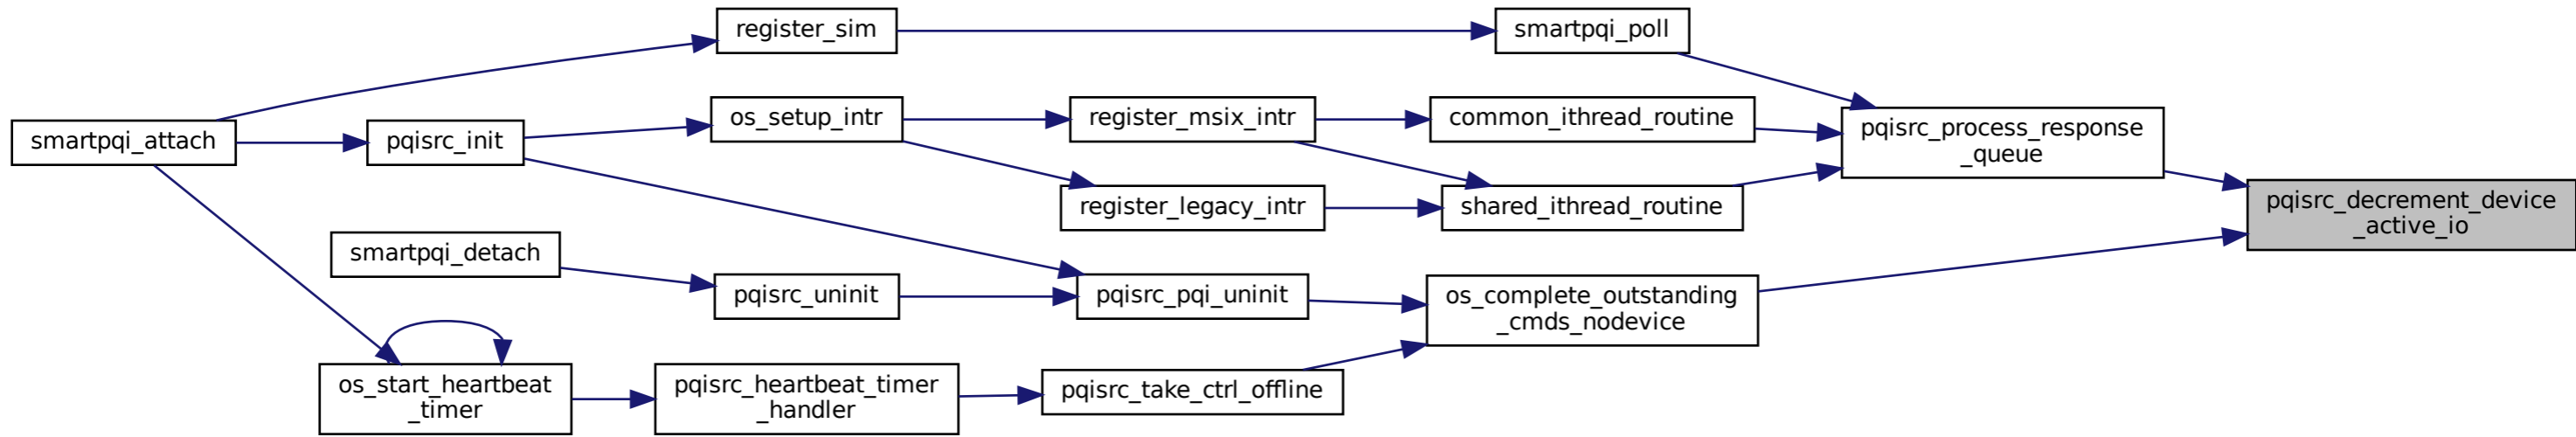 register_sim
smartpqi_poll
smartpqi_attach
pqisrc_init
os_setup_intr
register_msix_intr
common_ithread_routine
pqisrc_process_response
_queue
register_legacy_intr
shared_ithread_routine
pqisrc_decrement_device
_active_io
smartpqi_detach
pqisrc_uninit
pqisrc_pqi_uninit
os_complete_outstanding
_cmds_nodevice
os_start_heartbeat
_timer
pqisrc_heartbeat_timer
_handler
pqisrc_take_ctrl_offline